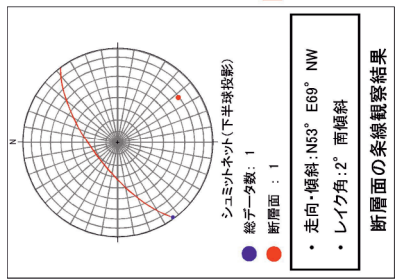 N
シュミットネット(下半球投影)
総データ数: 1
断層面 : 1
・ 走向・傾斜:N53° E69° NW
・ レイク角:2° 南傾斜
断層面の条線観察結果